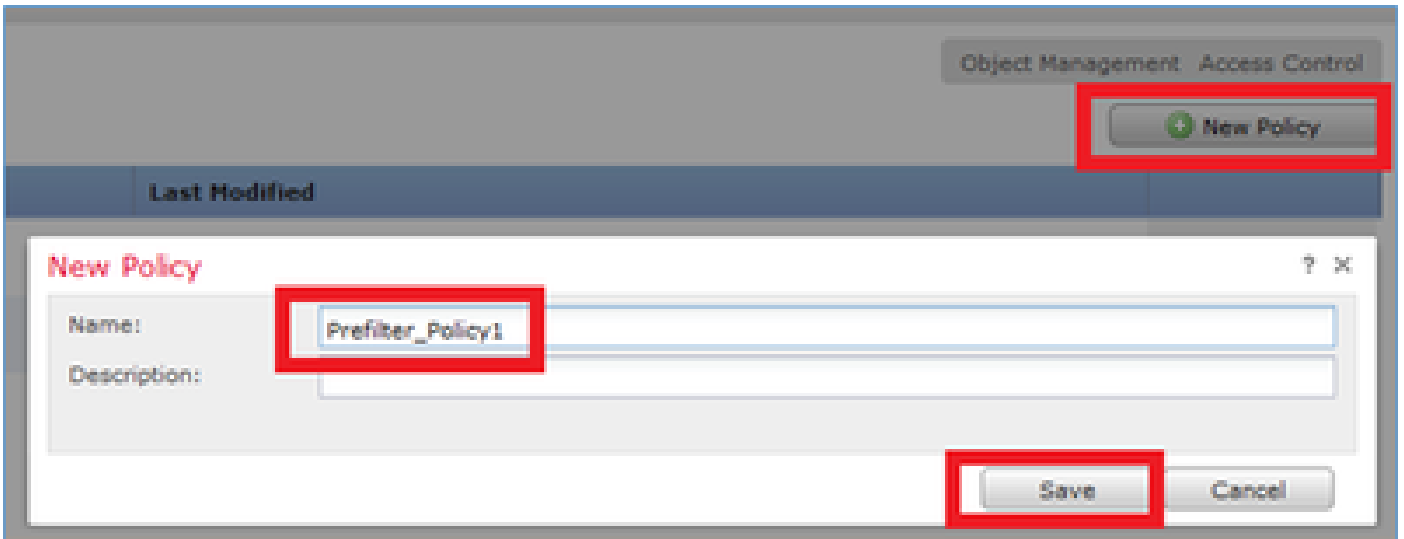 Object Management Access Control
New Policy
Last Modified
New Policy
? X
Name: Prefilter_Policy1
Description:
Save Cancel